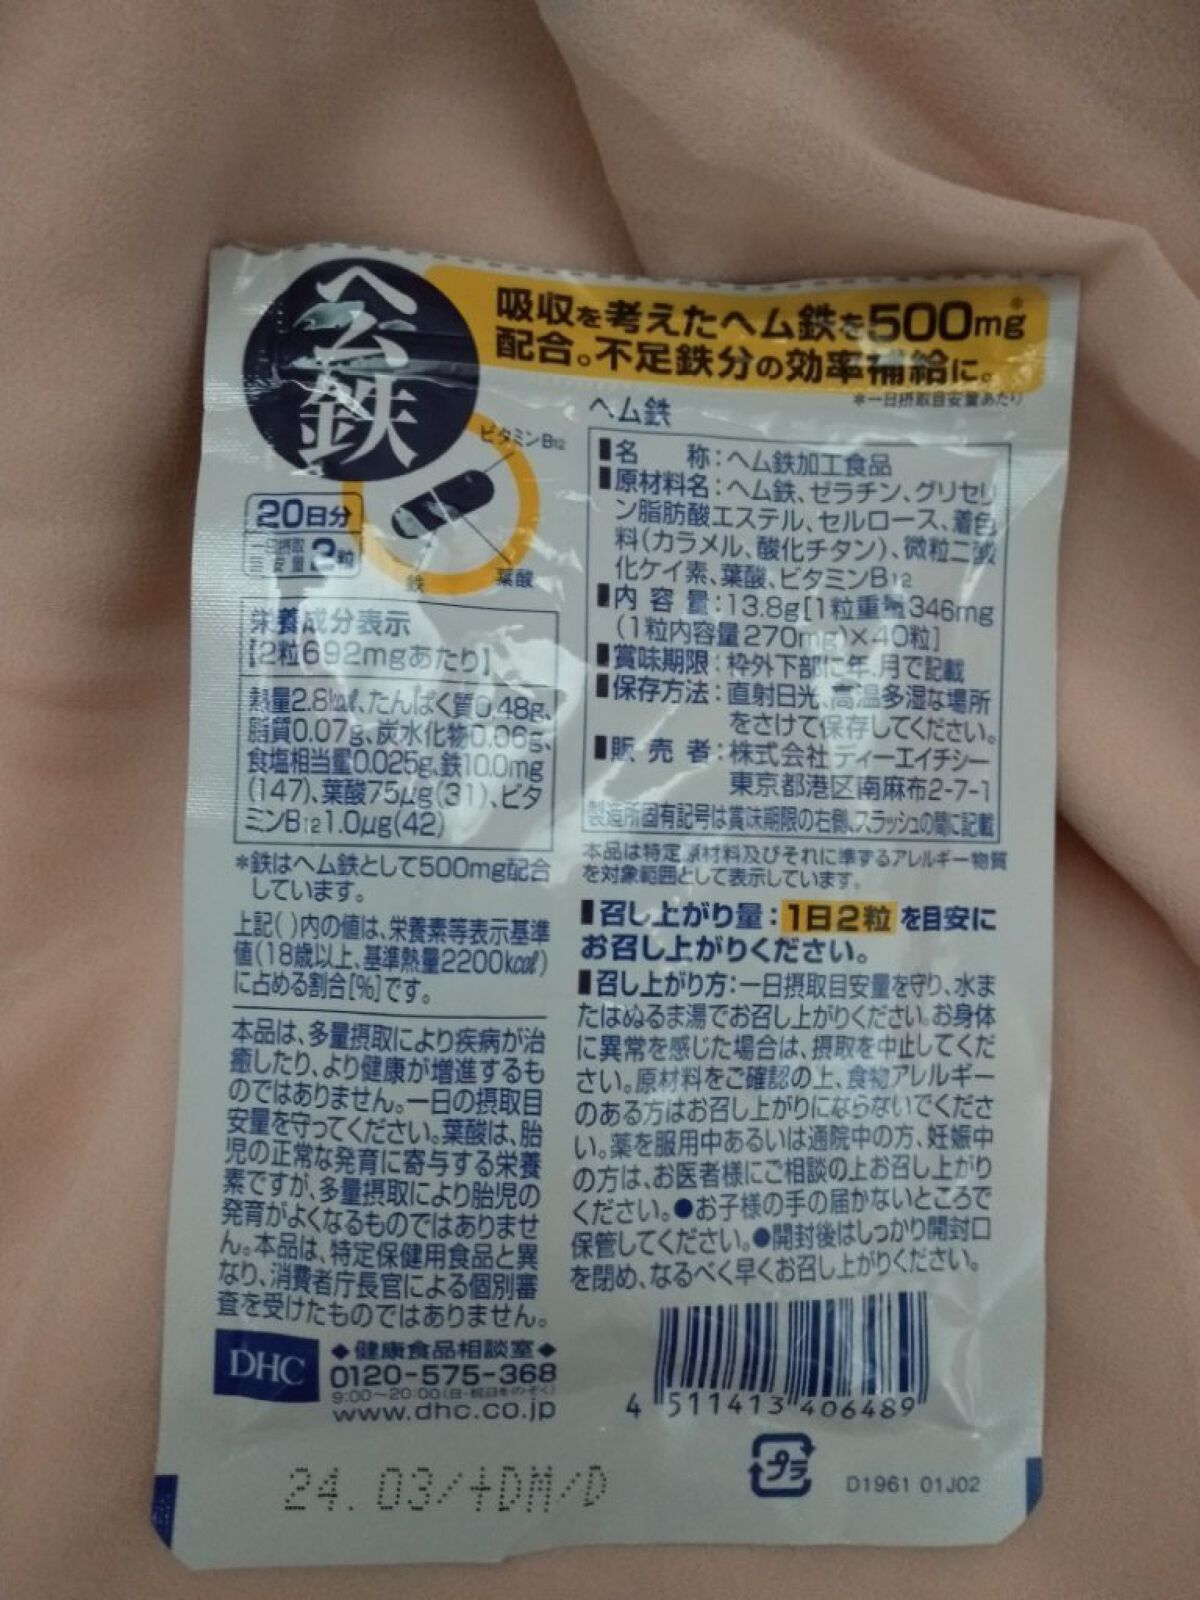 ヘム
鉄
吸収を考えたヘム鉄を500mg*
配合。不足鉄分の効率補給に。
*一日摂取目安量あたり
ビタミンB12
鉄
葉酸
20日分
一日摂取
目安量 2粒
栄養成分表示
[2粒692mgあたり]
熱量2.8kcal、たんぱく質0.48g、
脂質0.07g、炭水化物0.06g、
食塩相当量0.025g、鉄10.0mg
(147)、葉酸75μg(31)、ビタ
ミンB12 1.0μg(42)
*鉄はヘム鉄として500mg配合
しています。
上記( )内の値は、栄養素等表示基準
値(18歳以上、基準熱量2200kcal)
に占める割合[%]です。
本品は、多量摂取により疾病が治
癒したり、より健康が増進するも
のではありません。一日の摂取目
安量を守ってください。葉酸は、胎
児の正常な発育に寄与する栄養
素ですが、多量摂取により胎児の
発育がよくなるものではありませ
ん。本品は、特定保健用食品と異
なり、消費者庁長官による個別審
査を受けたものではありません。
DHC
◆健康食品相談室◆
0120-575-368
9:00~20:00(日・祝日をのぞく)
www.dhc.co.jp
ヘム鉄
■名　　称:ヘム鉄加工食品
■原材料名:ヘム鉄、ゼラチン、グリセリ
ン脂肪酸エステル、セルロース、着色
料(カラメル、酸化チタン)、微粒二酸
化ケイ素、葉酸、ビタミンB12
■内 容 量:13.8g[1粒重量346mg
(1粒内容量270mg)×40粒]
■賞味期限:枠外下部に年.月で記載
■保存方法:直射日光、高温多湿な場所
をさけて保存してください。
■販 売 者:株式会社 ディーエイチシー
東京都港区南麻布2-7-1
製造所固有記号は賞味期限の右側、スラッシュの間に記載
本品は特定原材料及びそれに準ずるアレルギー物質
を対象範囲として表示しています。
■召し上がり量:1日2粒を目安に
お召し上がりください。
■召し上がり方:一日摂取目安量を守り、水ま
たはぬるま湯でお召し上がりください。お身体
に異常を感じた場合は、摂取を中止してくだ
さい。原材料をご確認の上、食物アレルギー
のある方はお召し上がりにならないでくださ
い。薬を服用中あるいは通院中の方、妊娠中
の方は、お医者様にご相談の上お召し上がり
ください。●お子様の手の届かないところで
保管してください。●開封後はしっかり開封口
を閉め、なるべく早くお召し上がりください。
4 511413 406489
プラ
D1961 01J02
24.03/+DM/D